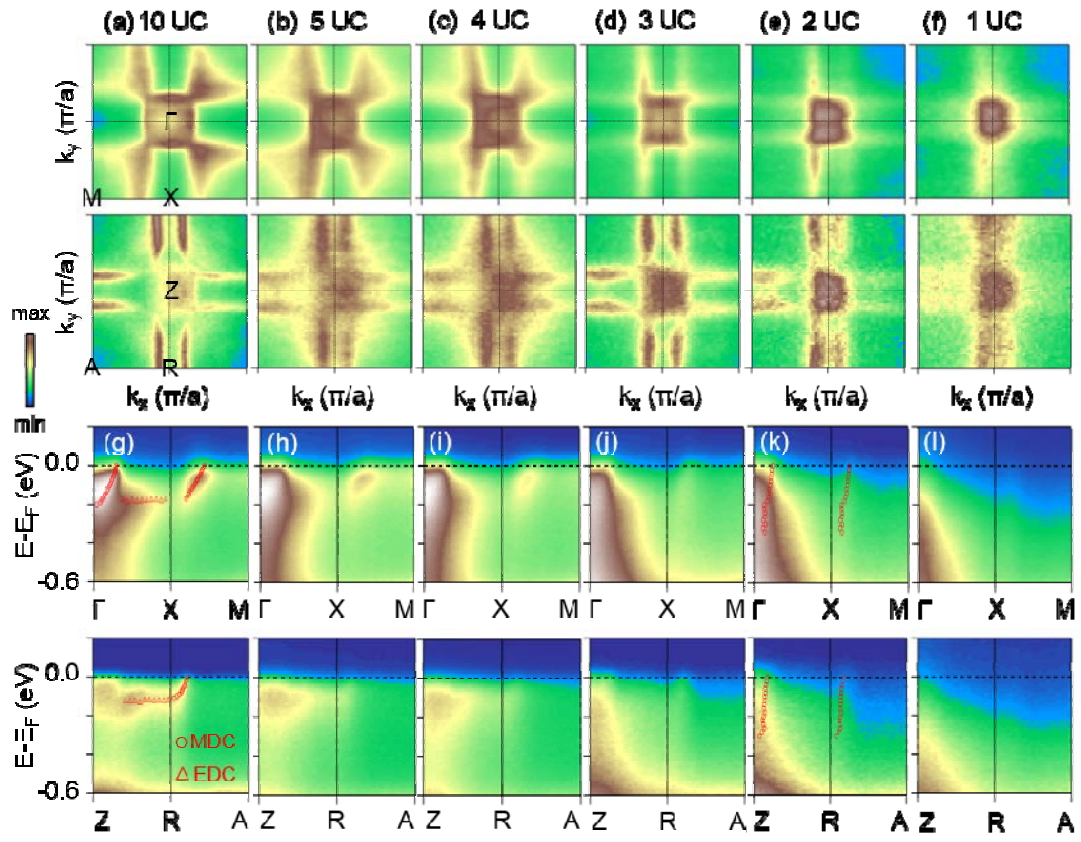 (a) 10 UC (b) 5 UC (c) 4 UC (d) 3 UC (e) 2 UC (f) 1 UC
k_y (π/a)
Γ
M X
k_y (π/a)
Z
max
A R
min
k_x (π/a) k_x (π/a) k_x (π/a) k_x (π/a) k_x (π/a) k_x (π/a)
(g) (h) (i) (j) (k) (l)
0.0
E-E_F (eV)
-0.6
Γ X M Γ X M Γ X M Γ X M Γ X M Γ X M
0.0
E-E_F (eV)
○ MDC
△ EDC
-0.6
Z R A Z R A Z R A Z R A Z R A Z R A